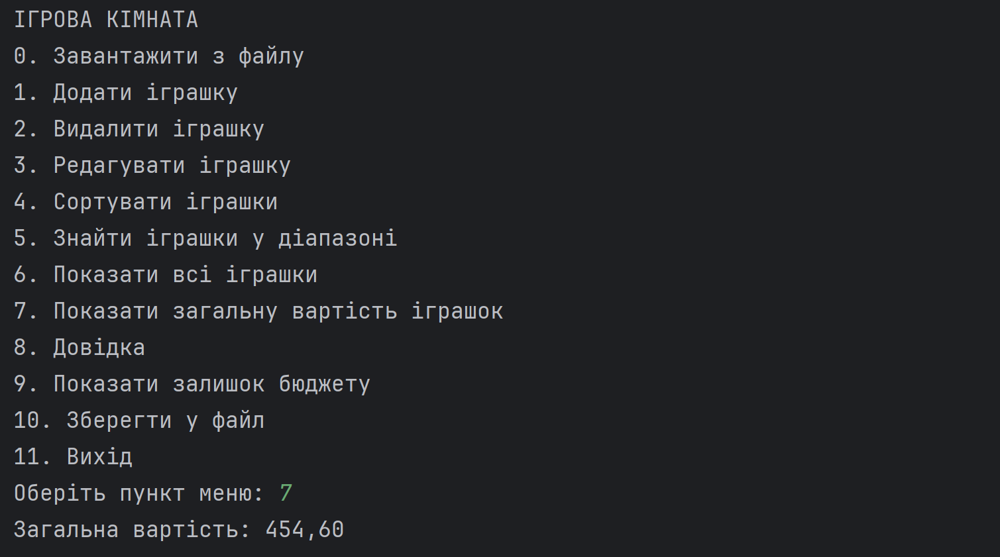 ІГРОВА КІМНАТА
0. Завантажити з файлу
1. Додати іграшку
2. Видалити іграшку
3. Редагувати іграшку
4. Сортувати іграшки
5. Знайти іграшки у діапазоні
6. Показати всі іграшки
7. Показати загальну вартість іграшок
8. Довідка
9. Показати залишок бюджету
10. Зберегти у файл
11. Вихід
Оберіть пункт меню: 7
Загальна вартість: 454,60